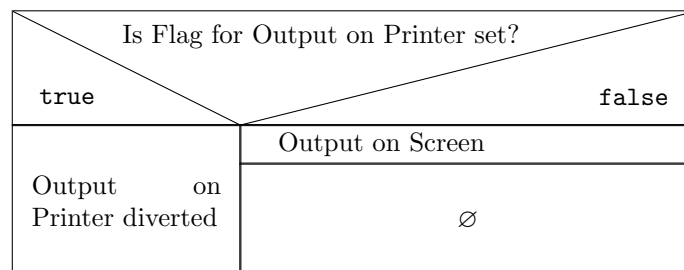 Is Flag for Output on Printer set?
true
false
Output on Screen
Output on
Printer diverted
∅